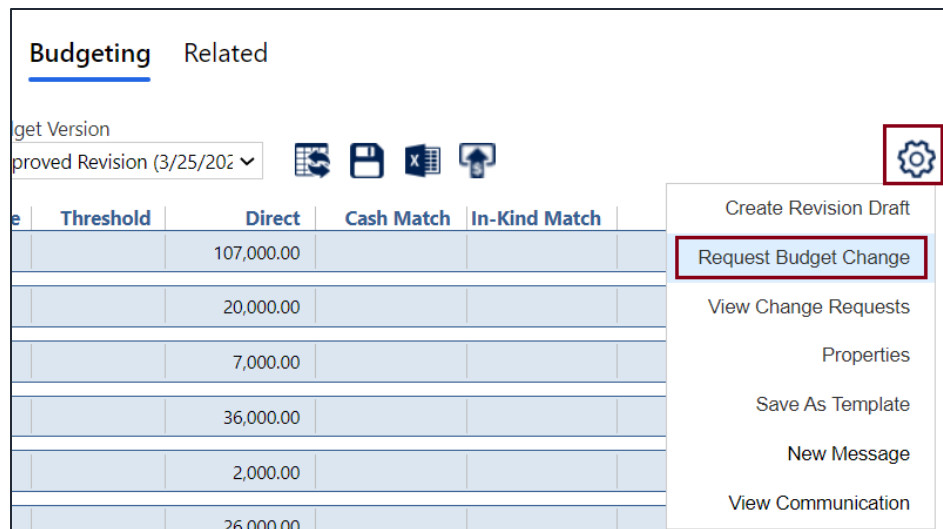 Budgeting Related
lget Version
proved Revision (3/25/202
e Threshold Direct Cash Match In-Kind Match
107,000.00
20,000.00
7,000.00
36,000.00
2,000.00
26,000.00
Create Revision Draft
Request Budget Change
View Change Requests
Properties
Save As Template
New Message
View Communication